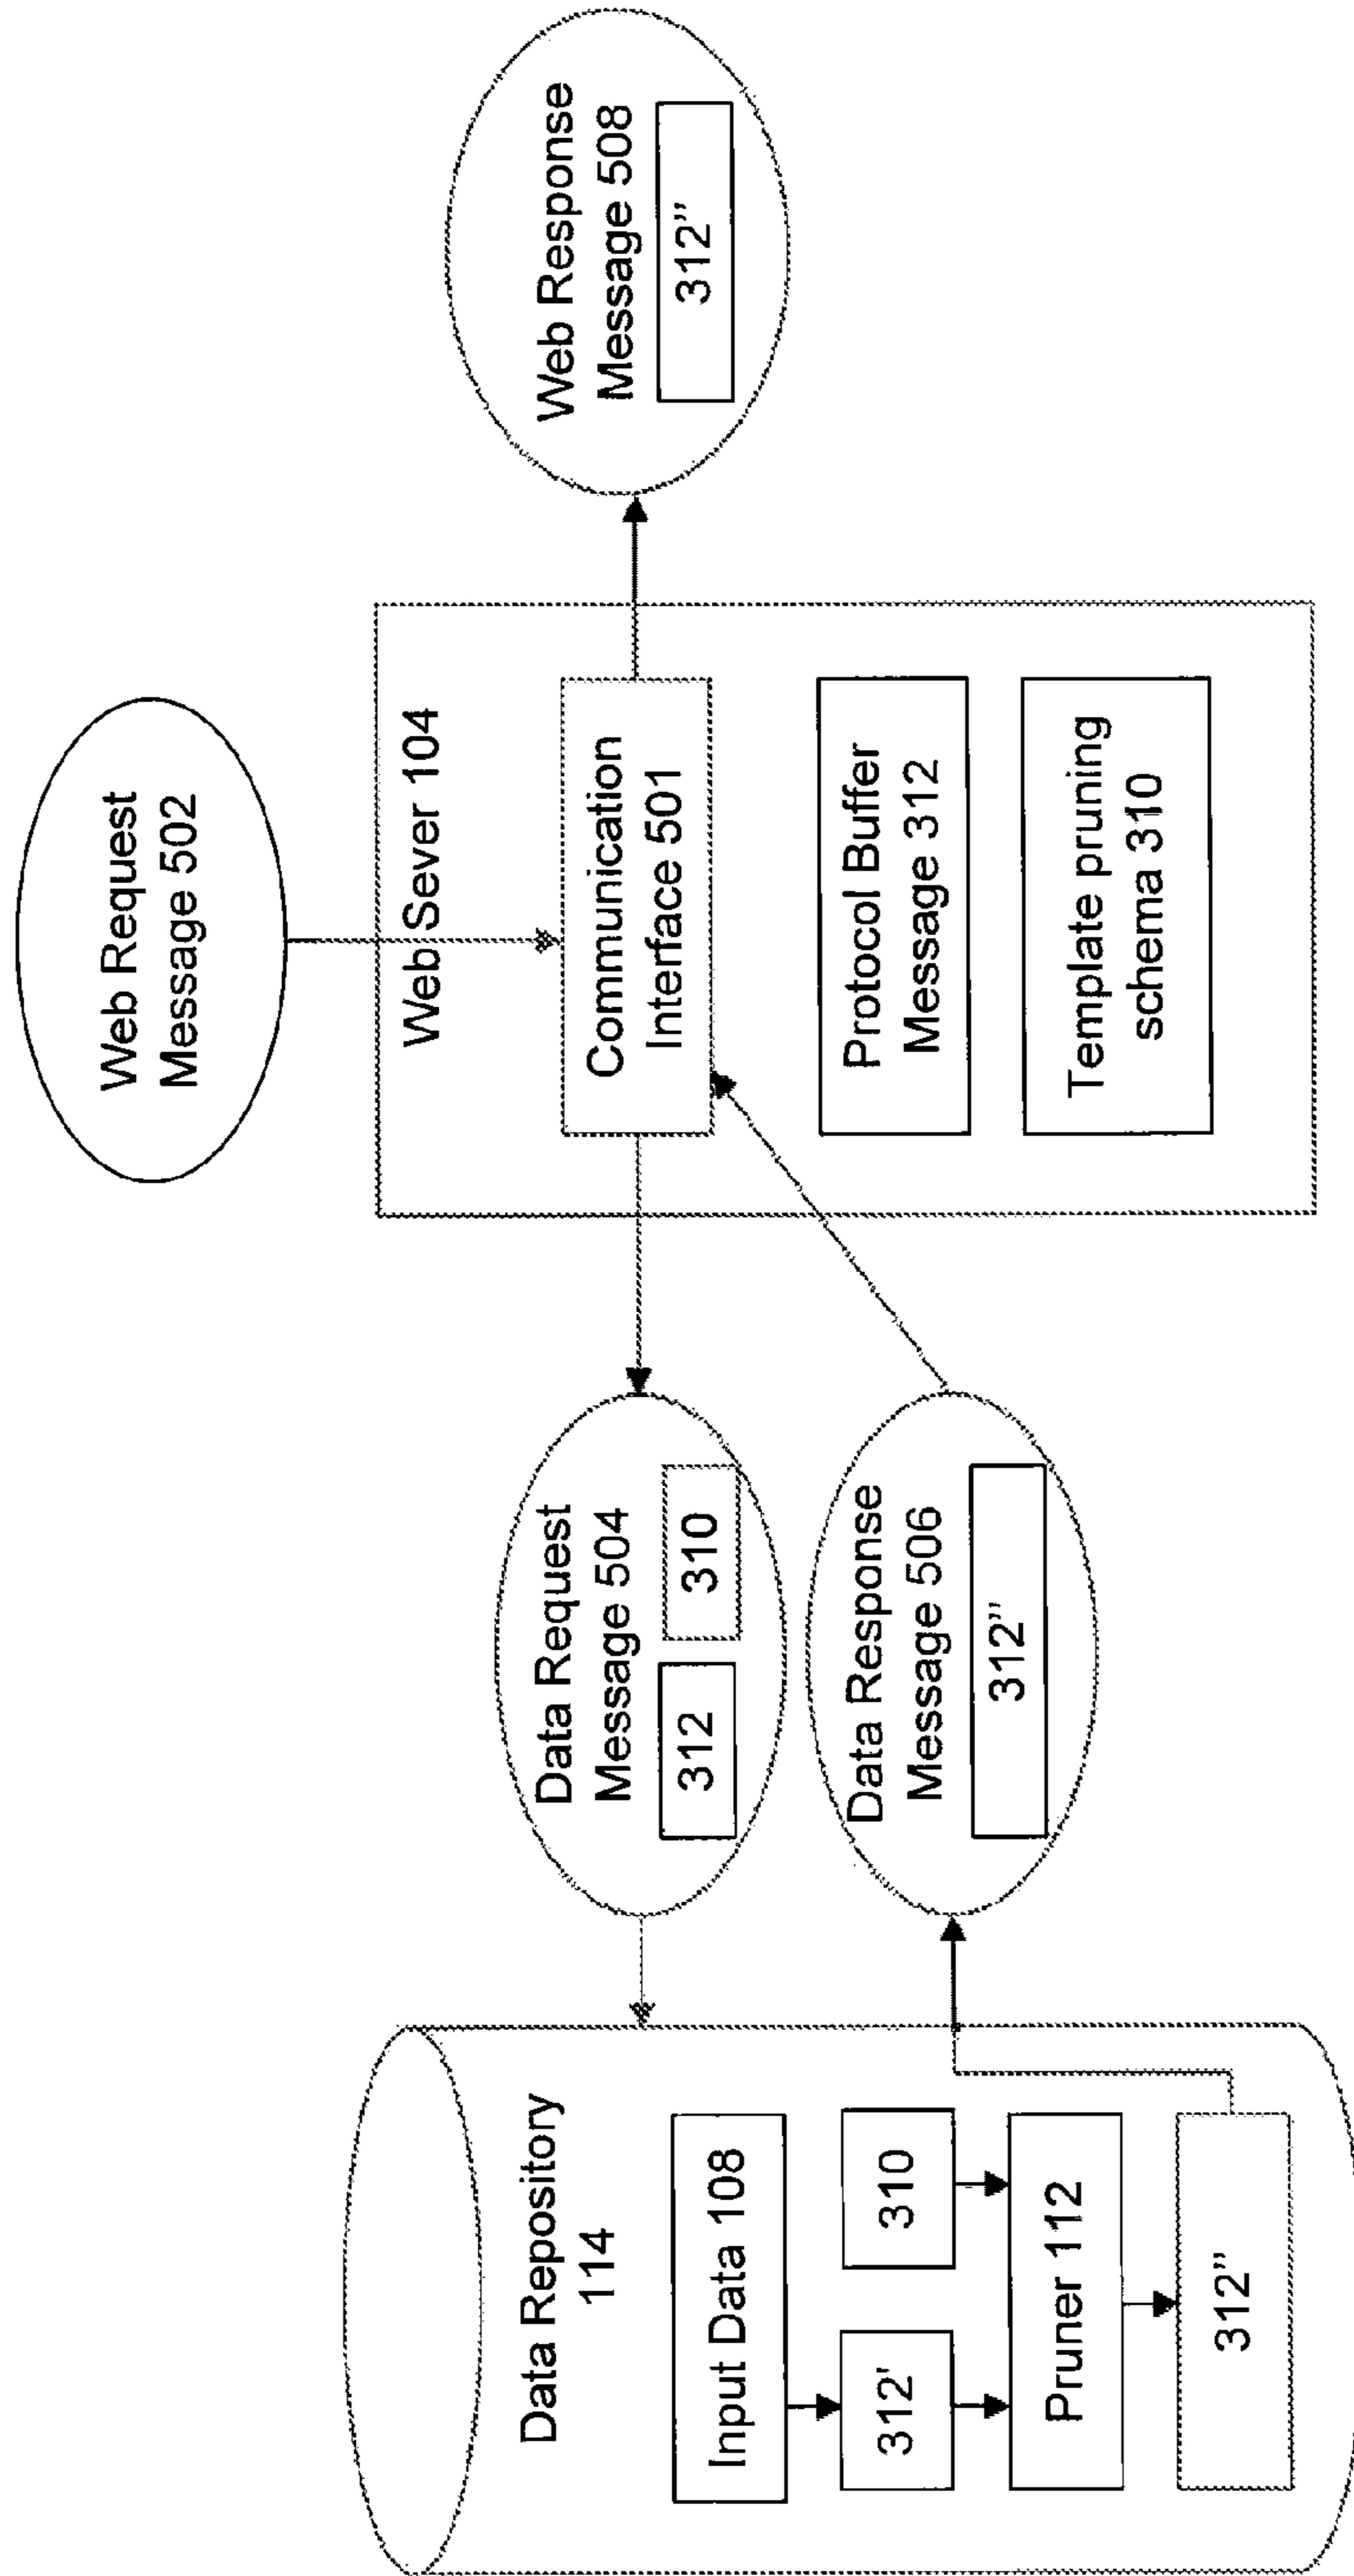 Web Request
Message 502
Web Sever 104
Communication
Interface 501
Protocol Buffer
Message 312
Template pruning
schema 310
Web Response
Message 508
312”
Data Request
Message 504
312
310
Data Response
Message 506
312”
Data Repository
114
Input Data 108
312'
310
Pruner 112
312”